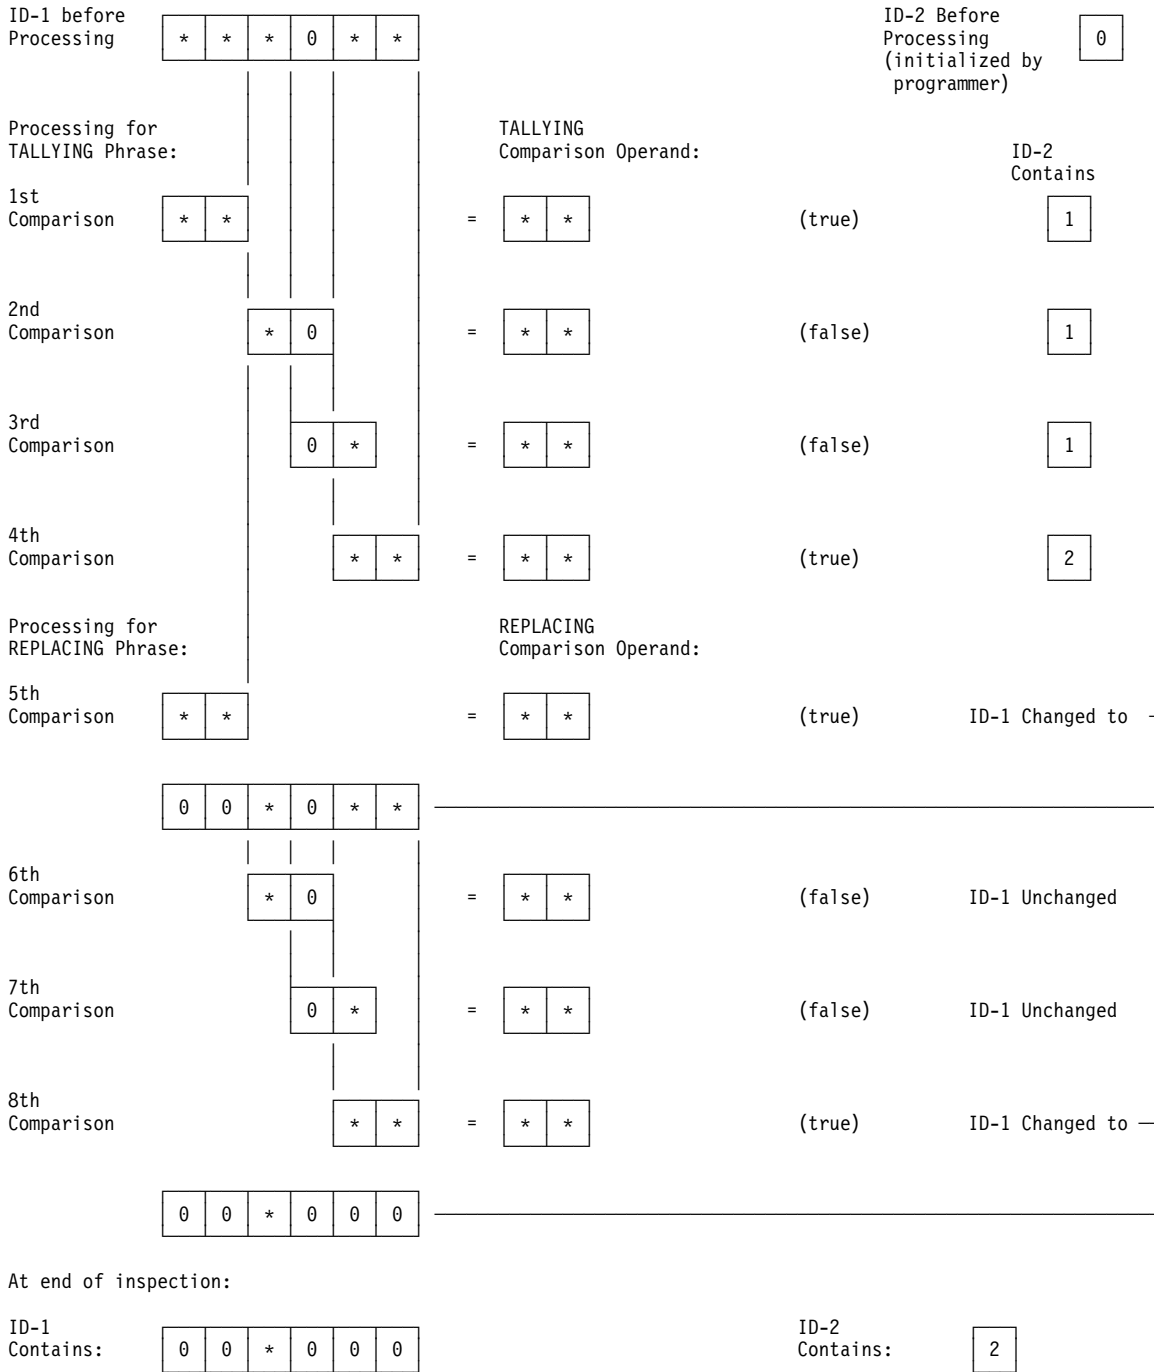 ID-1 before Processing * * * 0 * *
ID-2 Before Processing (initialized by programmer) 0
Processing for TALLYING Phrase:
TALLYING Comparison Operand:
ID-2 Contains
1st Comparison * * = * * (true) 1
2nd Comparison * 0 = * * (false) 1
3rd Comparison 0 * = * * (false) 1
4th Comparison * * = * * (true) 2
Processing for REPLACING Phrase:
REPLACING Comparison Operand:
5th Comparison * * = * * (true) ID-1 Changed to
0 0 * 0 * *
6th Comparison * 0 = * * (false) ID-1 Unchanged
7th Comparison 0 * = * * (false) ID-1 Unchanged
8th Comparison * * = * * (true) ID-1 Changed to
0 0 * 0 0 0
At end of inspection:
ID-1 Contains: 0 0 * 0 0 0
ID-2 Contains: 2